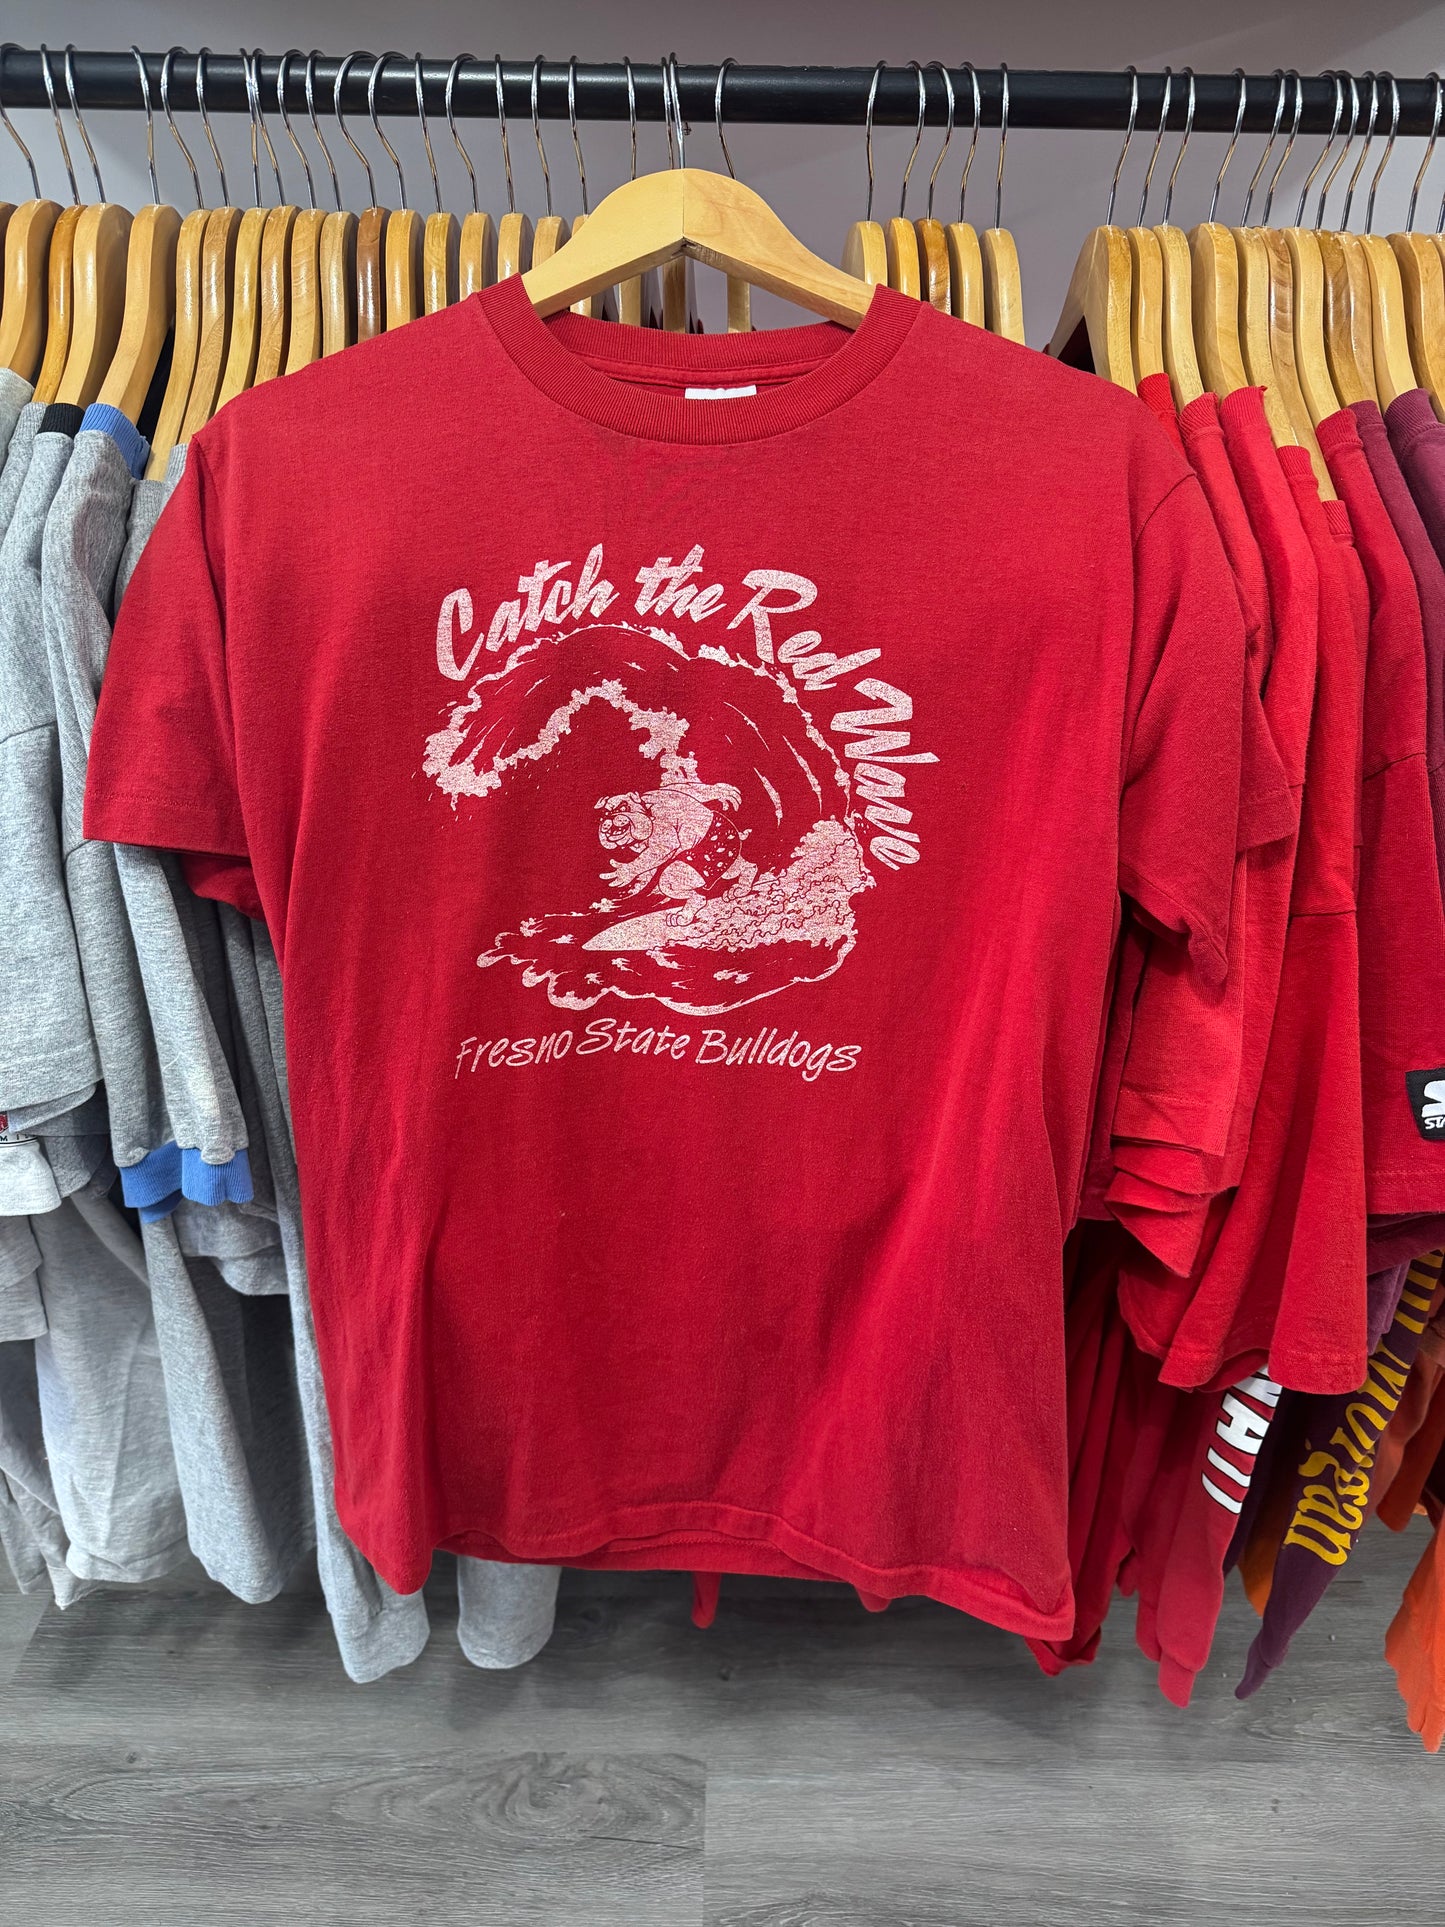 Catch the Red Wave
Fresno State Bulldogs